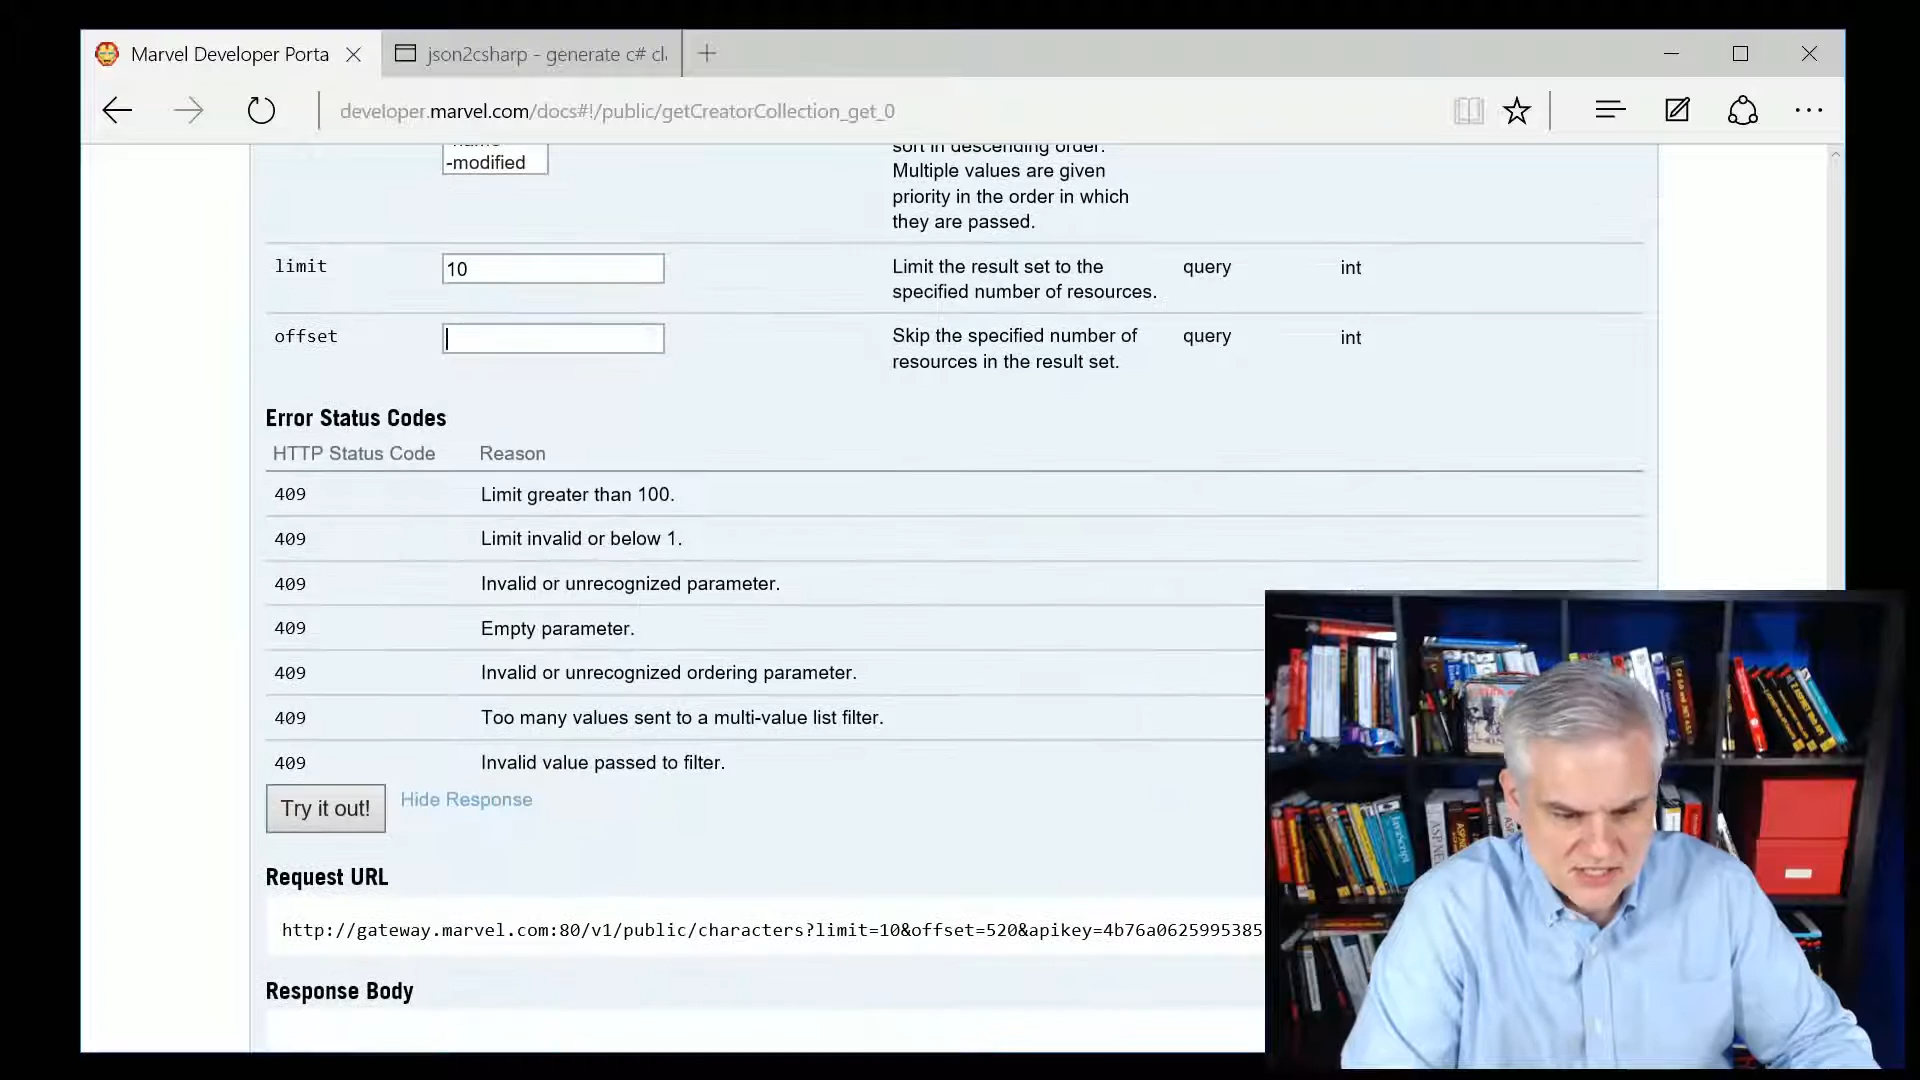 Marvel Developer Porta
json2csharp - generate c# cl
developer.marvel.com/docs#!/public/getCreatorCollection_get_0
-name
-modified
sort in descending order.
Multiple values are given
priority in the order in which
they are passed.
limit
10
Limit the result set to the
specified number of resources.
query
int
offset
Skip the specified number of
resources in the result set.
query
int
Error Status Codes
HTTP Status Code
Reason
409
Limit greater than 100.
409
Limit invalid or below 1.
409
Invalid or unrecognized parameter.
409
Empty parameter.
409
Invalid or unrecognized ordering parameter.
409
Too many values sent to a multi-value list filter.
409
Invalid value passed to filter.
Try it out!
Hide Response
Request URL
http://gateway.marvel.com:80/v1/public/characters?limit=10&offset=520&apikey=4b76a0625995385
Response Body
JavaScript